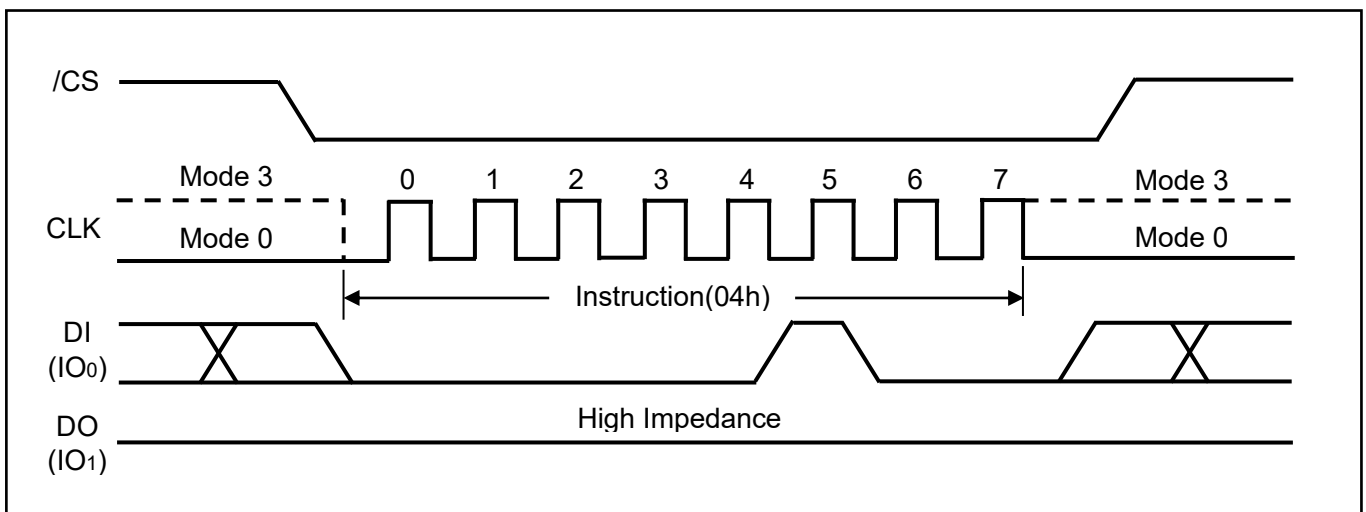 /CS
Mode 3 0 1 2 3 4 5 6 7 Mode 3
CLK
Mode 0 Mode 0
Instruction(04h)
DI
(IO0)
High Impedance
DO
(IO1)